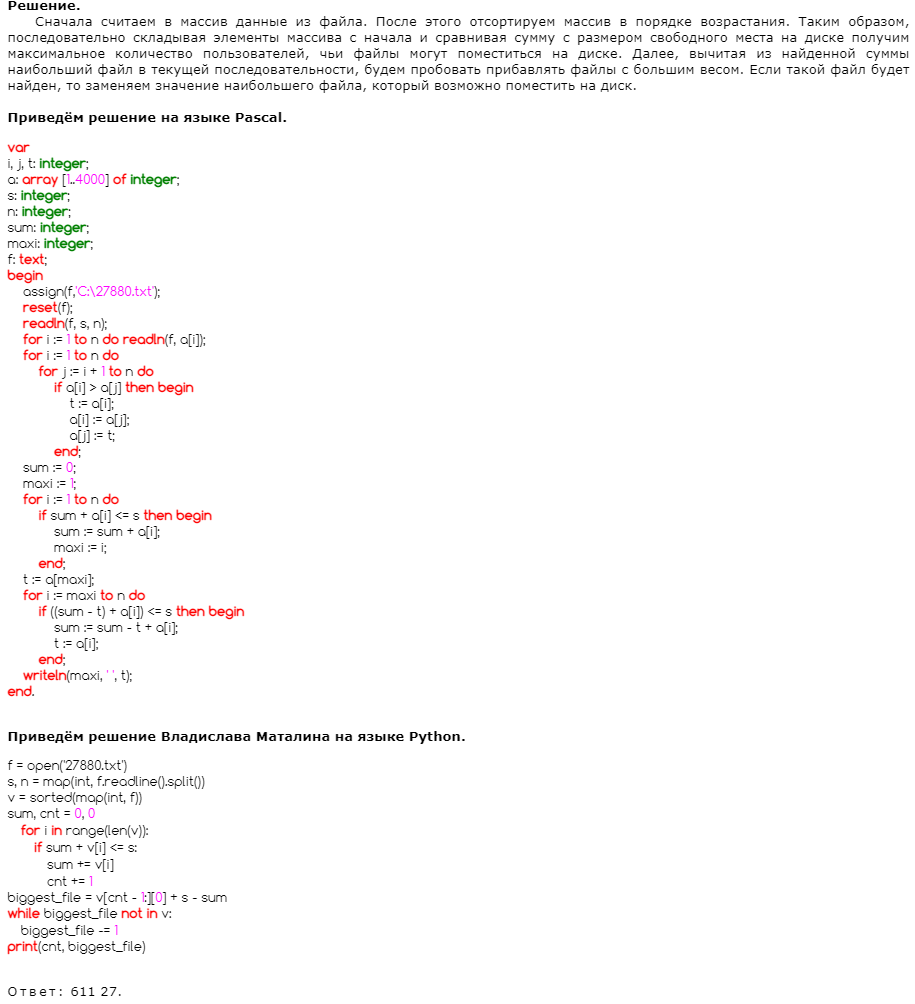 Решение.
Сначала считаем в массив данные из файла. После этого отсортируем массив в порядке возрастания. Таким образом,
последовательно складывая элементы массива с начала и сравнивая сумму с размером свободного места на диске получим
максимальное количество пользователей, чьи файлы могут поместиться на диске. Далее, вычитая из найденной суммы
наибольший файл в текущей последовательности, будем пробовать прибавлять файлы с большим весом. Если такой файл будет
найден, то заменяем значение наибольшего файла, который возможно поместить на диск.
Приведём решение на языке Pascal.
var
i, j, t: integer;
a: array [1..4000] of integer;
s: integer;
n: integer;
sum: integer;
maxi: integer;
f: text;
begin
assign(f,'C:\27880.txt');
reset(f);
readln(f, s, n);
for i := 1 to n do readln(f, a[i]);
for i := 1 to n do
for j := i + 1 to n do
if a[i] > a[j] then begin
t := a[i];
a[i] := a[j];
a[j] := t;
end;
sum := 0;
maxi := 1;
for i := 1 to n do
if sum + a[i] <= s then begin
sum := sum + a[i];
maxi := i;
end;
t := a[maxi];
for i := maxi to n do
if ((sum - t) + a[i]) <= s then begin
sum := sum - t + a[i];
t := a[i];
end;
writeln(maxi, ' ', t);
end.
Приведём решение Владислава Маталина на языке Python.
f = open('27880.txt')
s, n = map(int, f.readline().split())
v = sorted(map(int, f))
sum, cnt = 0, 0
for i in range(len(v)):
if sum + v[i] <= s:
sum += v[i]
cnt += 1
biggest_file = v[cnt - 1:][0] + s - sum
while biggest_file not in v:
biggest_file -= 1
print(cnt, biggest_file)
Ответ: 611 27.